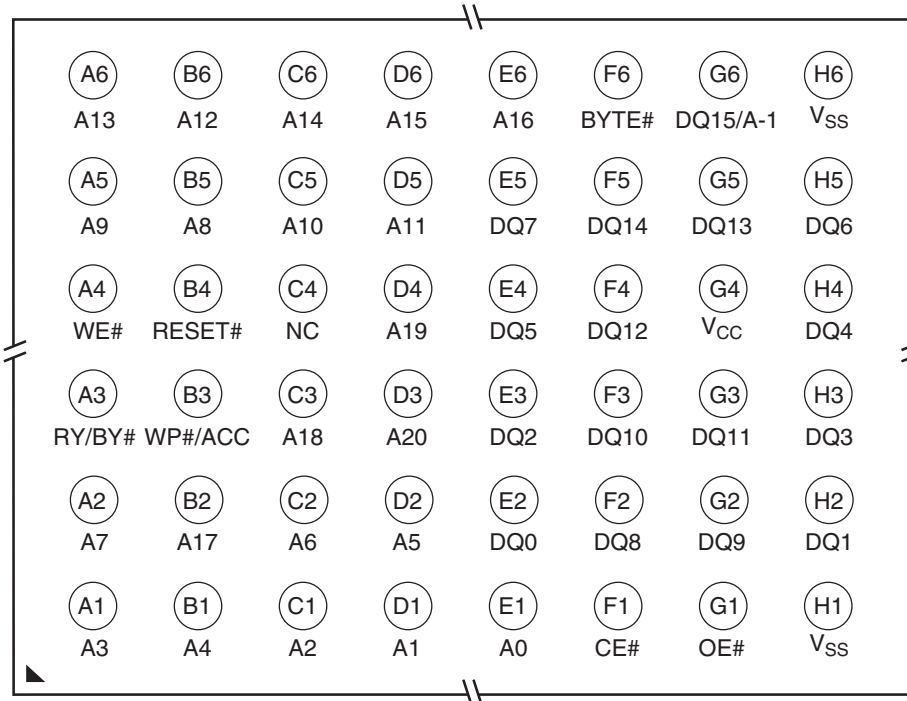 A6 B6 C6 D6 E6 F6 G6 H6
A13 A12 A14 A15 A16 BYTE# DQ15/A-1 VSS
A5 B5 C5 D5 E5 F5 G5 H5
A9 A8 A10 A11 DQ7 DQ14 DQ13 DQ6
A4 B4 C4 D4 E4 F4 G4 H4
WE# RESET# NC A19 DQ5 DQ12 VCC DQ4
A3 B3 C3 D3 E3 F3 G3 H3
RY/BY# WP#/ACC A18 A20 DQ2 DQ10 DQ11 DQ3
A2 B2 C2 D2 E2 F2 G2 H2
A7 A17 A6 A5 DQ0 DQ8 DQ9 DQ1
A1 B1 C1 D1 E1 F1 G1 H1
A3 A4 A2 A1 A0 CE# OE# VSS